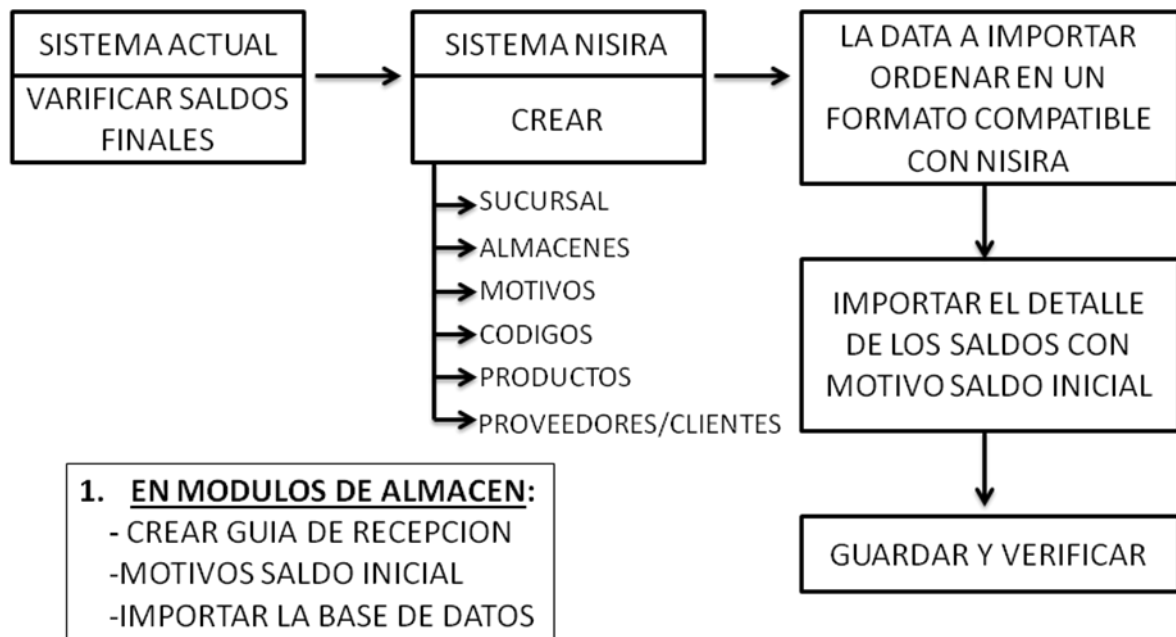 SISTEMA ACTUAL
VARIFICAR SALDOS
FINALES
SISTEMA NISIRA
CREAR
SUCURSAL
ALMACENES
MOTIVOS
CODIGOS
PRODUCTOS
PROVEEDORES/CLIENTES
LA DATA A IMPORTAR
ORDENAR EN UN
FORMATO COMPATIBLE
CON NISIRA
IMPORTAR EL DETALLE
DE LOS SALDOS CON
MOTIVO SALDO INICIAL
GUARDAR Y VERIFICAR
1. EN MODULOS DE ALMACEN:
- CREAR GUIA DE RECEPCION
-MOTIVOS SALDO INICIAL
-IMPORTAR LA BASE DE DATOS